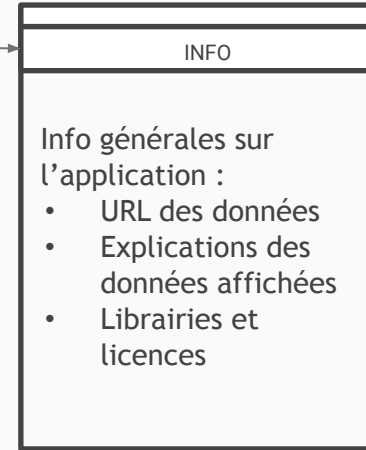 INFO
Info générales sur
l’application :
• URL des données
• Explications des
données affichées
• Librairies et
licences